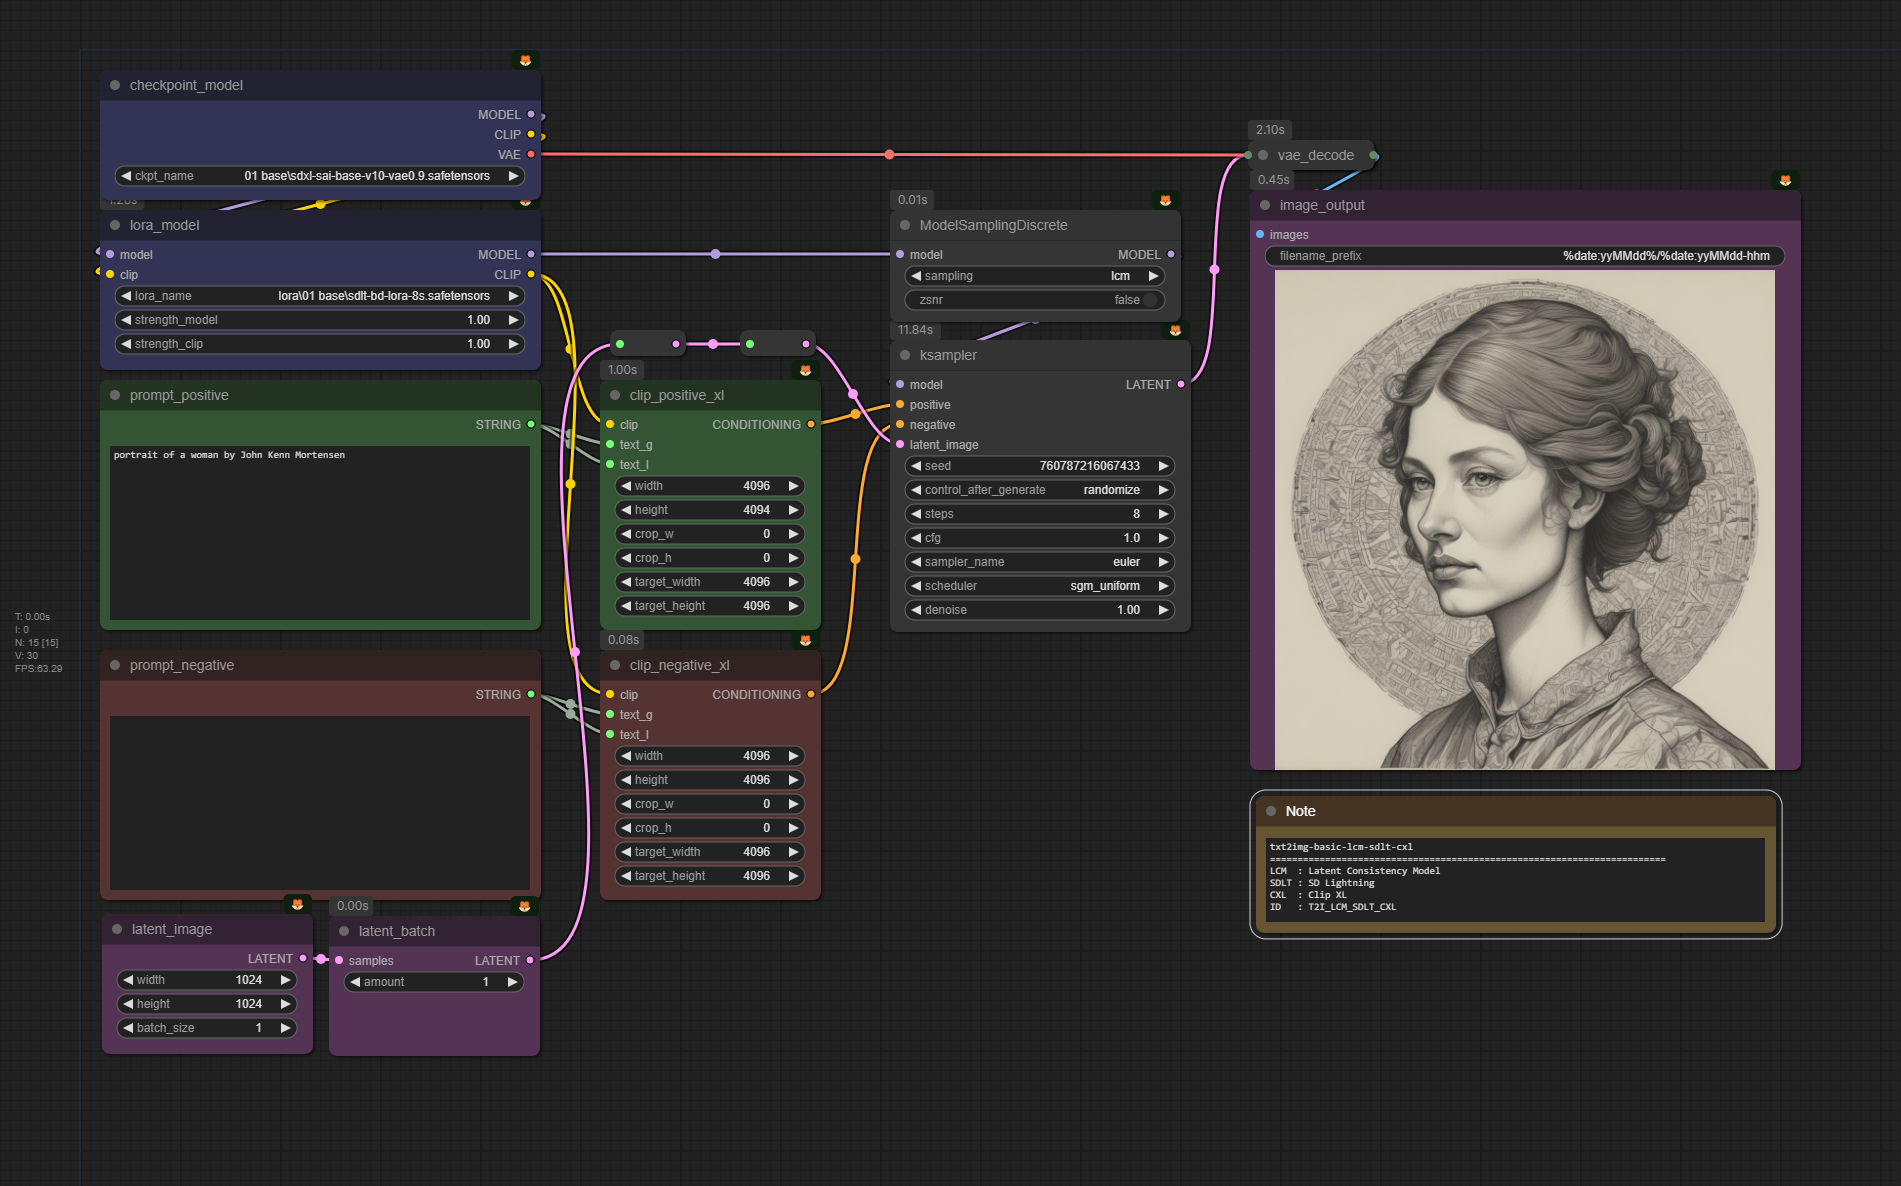 checkpoint_model
MODEL
CLIP
VAE
ckpt_name 01 base\sdxl-sai-base-v10-vae0.9.safetensors
lora_model
model MODEL
clip CLIP
lora_name lora\01 base\sdlt-bd-lora-8s.safetensors
strength_model 1.00
strength_clip 1.00
prompt_positive
STRING
portrait of a woman by John Kenn Mortensen
prompt_negative
STRING
latent_image
LATENT
width 1024
height 1024
batch_size 1
0.00s
latent_batch
samples LATENT
amount 1
1.00s
clip_positive_xl
clip CONDITIONING
text_g
text_l
width 4096
height 4094
crop_w 0
crop_h 0
target_width 4096
target_height 4096
0.08s
clip_negative_xl
clip CONDITIONING
text_g
text_l
width 4096
height 4096
crop_w 0
crop_h 0
target_width 4096
target_height 4096
0.01s
ModelSamplingDiscrete
model MODEL
sampling lcm
zsnr false
11.84s
ksampler
model LATENT
positive
negative
latent_image
seed 760787216067433
control_after_generate randomize
steps 8
cfg 1.0
sampler_name euler
scheduler sgm_uniform
denoise 1.00
2.10s
vae_decode
0.45s
image_output
images
filename_prefix %date:yyMMdd%/%date:yyMMdd-hhm
Note
txt2img-basic-lcm-sdlt-cxl
LCM : Latent Consistency Model
SDLT : SD Lightning
CXL : Clip XL
ID : T2I_LCM_SDLT_CXL
T: 0.00s
I: 0
N: 15 [15]
V: 30
FPS:63.29